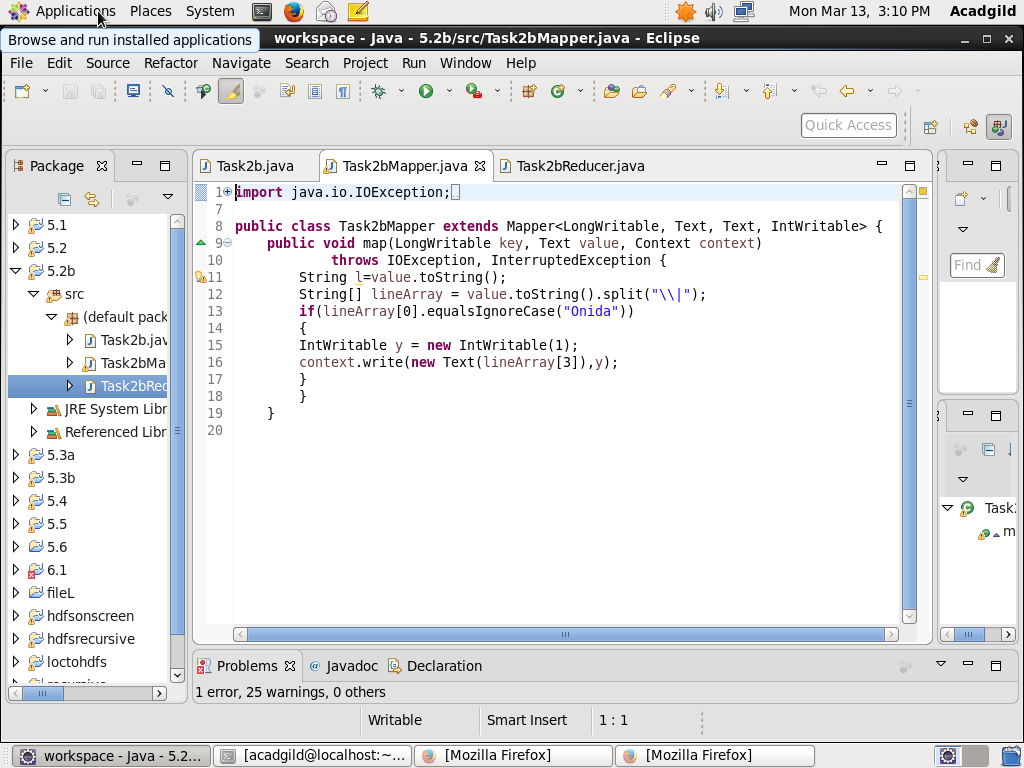 Applications Places System Mon Mar 13, 3:10 PM Acadgild
Browse and run installed applications
workspace - Java - 5.2b/src/Task2bMapper.java - Eclipse
File Edit Source Refactor Navigate Search Project Run Window Help
Quick Access
Package
Task2b.java Task2bMapper.java Task2bReducer.java
5.1
5.2
5.2b
src
(default pack
Task2b.jav
Task2bMa
Task2bRed
JRE System Libr
Referenced Libr
5.3a
5.3b
5.4
5.5
5.6
6.1
fileL
hdfsonscreen
hdfsrecursive
loctohdfs
recursive
1 import java.io.IOException;
7
8 public class Task2bMapper extends Mapper<LongWritable, Text, Text, IntWritable> {
9 public void map(LongWritable key, Text value, Context context)
10 throws IOException, InterruptedException {
11 String l=value.toString();
12 String[] lineArray = value.toString().split("\\|");
13 if(lineArray[0].equalsIgnoreCase("Onida"))
14 {
15 IntWritable y = new IntWritable(1);
16 context.write(new Text(lineArray[3]),y);
17 }
18 }
19 }
20
Find
Task2
m
Problems @ Javadoc Declaration
1 error, 25 warnings, 0 others
Writable Smart Insert 1 : 1
workspace - Java - 5.2... [acadgild@localhost:~... [Mozilla Firefox] [Mozilla Firefox]